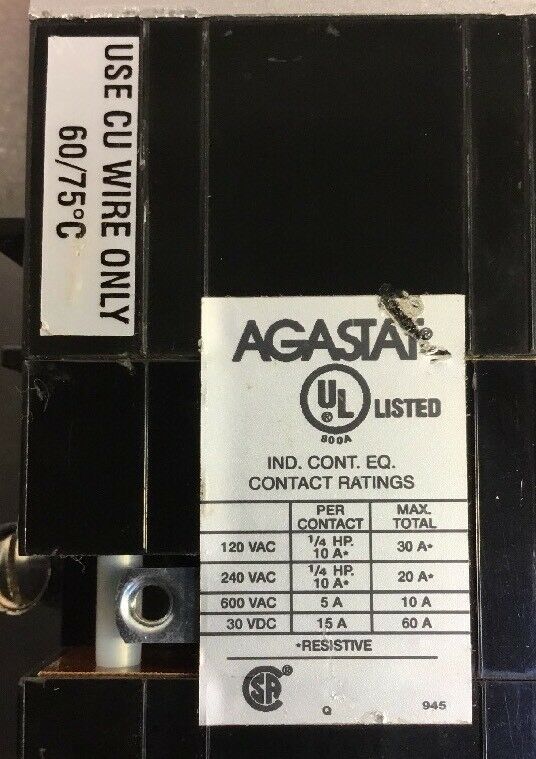 USE CU WIRE ONLY
60/75°C
AGASTAT®
UL® LISTED
800A
IND. CONT. EQ.
CONTACT RATINGS
PER CONTACT MAX. TOTAL
120 VAC 1/4 HP. 10 A* 30 A*
240 VAC 1/4 HP. 10 A* 20 A*
600 VAC 5 A 10 A
30 VDC 15 A 60 A
*RESISTIVE
SA®
Q 945